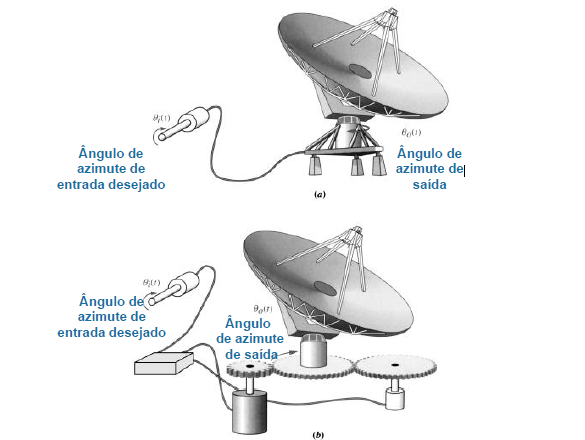 θi(t)
θ0(t)
Ângulo de
azimute de
entrada desejado
Ângulo de
azimute de
saída
(a)
θi(t)
Ângulo de
azimute de
entrada desejado
θo(t)
Ângulo
de azimute
de saída
(b)